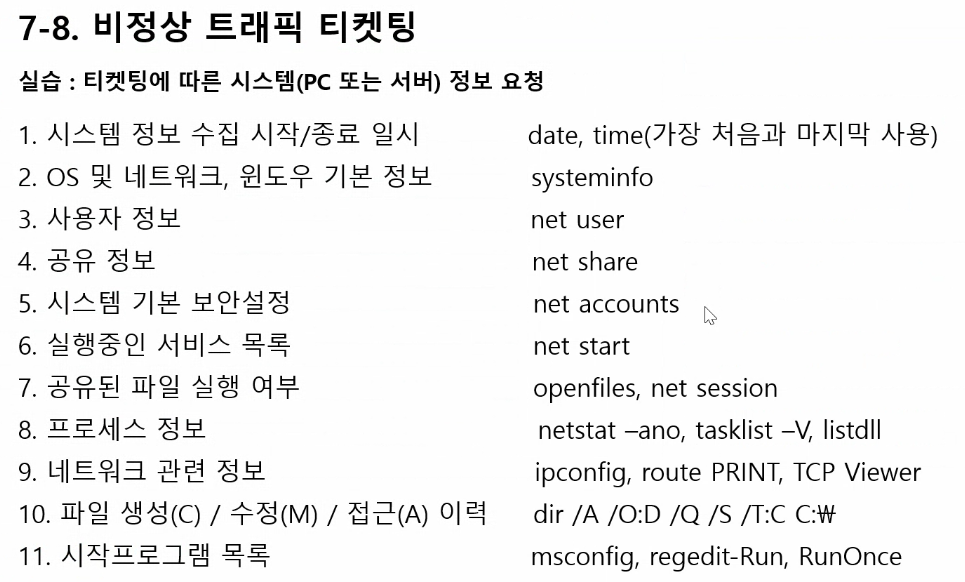 7-8. 비정상 트래픽 티켓팅
실습 : 티켓팅에 따른 시스템(PC 또는 서버) 정보 요청
1. 시스템 정보 수집 시작/종료 일시 date, time(가장 처음과 마지막 사용)
2. OS 및 네트워크, 윈도우 기본 정보 systeminfo
3. 사용자 정보 net user
4. 공유 정보 net share
5. 시스템 기본 보안설정 net accounts
6. 실행중인 서비스 목록 net start
7. 공유된 파일 실행 여부 openfiles, net session
8. 프로세스 정보 netstat –ano, tasklist –V, listdll
9. 네트워크 관련 정보 ipconfig, route PRINT, TCP Viewer
10. 파일 생성(C) / 수정(M) / 접근(A) 이력 dir /A /O:D /Q /S /T:C C:₩
11. 시작프로그램 목록 msconfig, regedit-Run, RunOnce